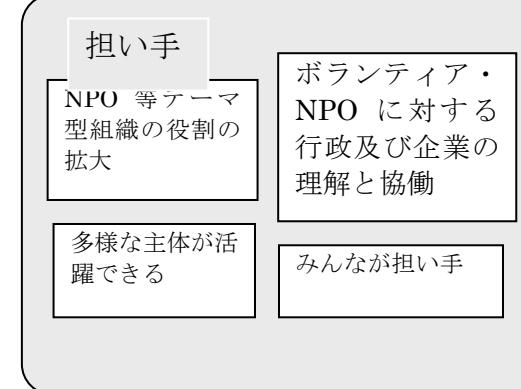 担い手
NPO 等テーマ
型組織の役割の
拡大
ボランティア・
NPO に対する
行政及び企業の
理解と協働
多様な主体が活
躍できる
みんなが担い手